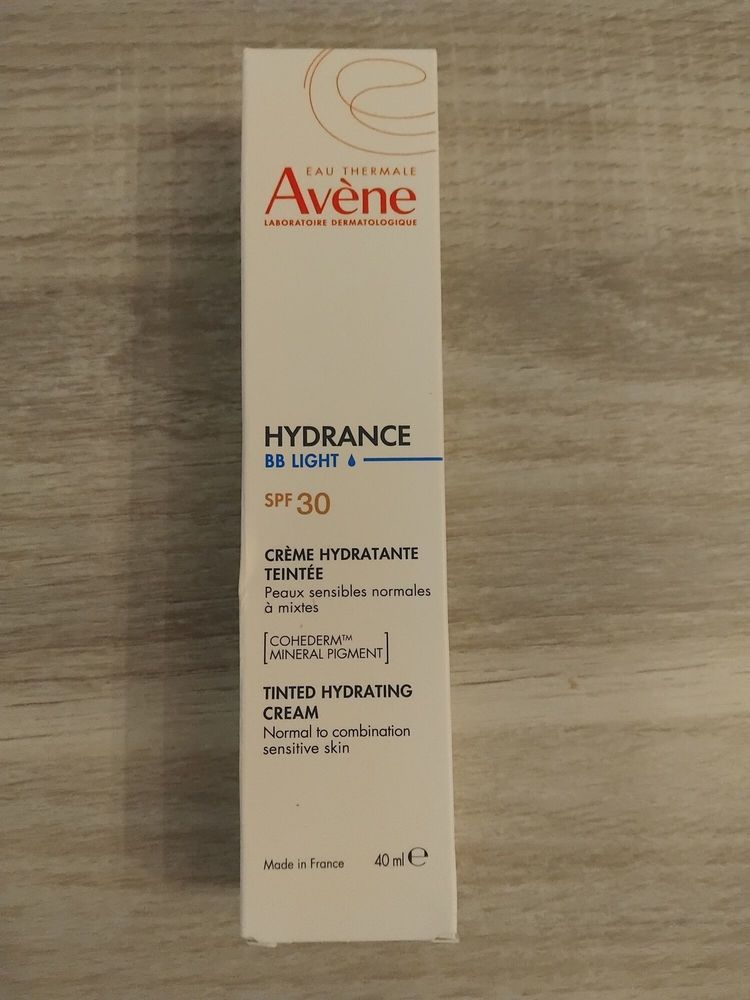 EAU THERMALE
Avène
LABORATOIRE DERMATOLOGIQUE
HYDRANCE
BB LIGHT
SPF 30
CRÈME HYDRATANTE
TEINTÉE
Peaux sensibles normales
à mixtes
[COHEDERM™
MINERAL PIGMENT]
TINTED HYDRATING
CREAM
Normal to combination
sensitive skin
Made in France 40 ml ℮